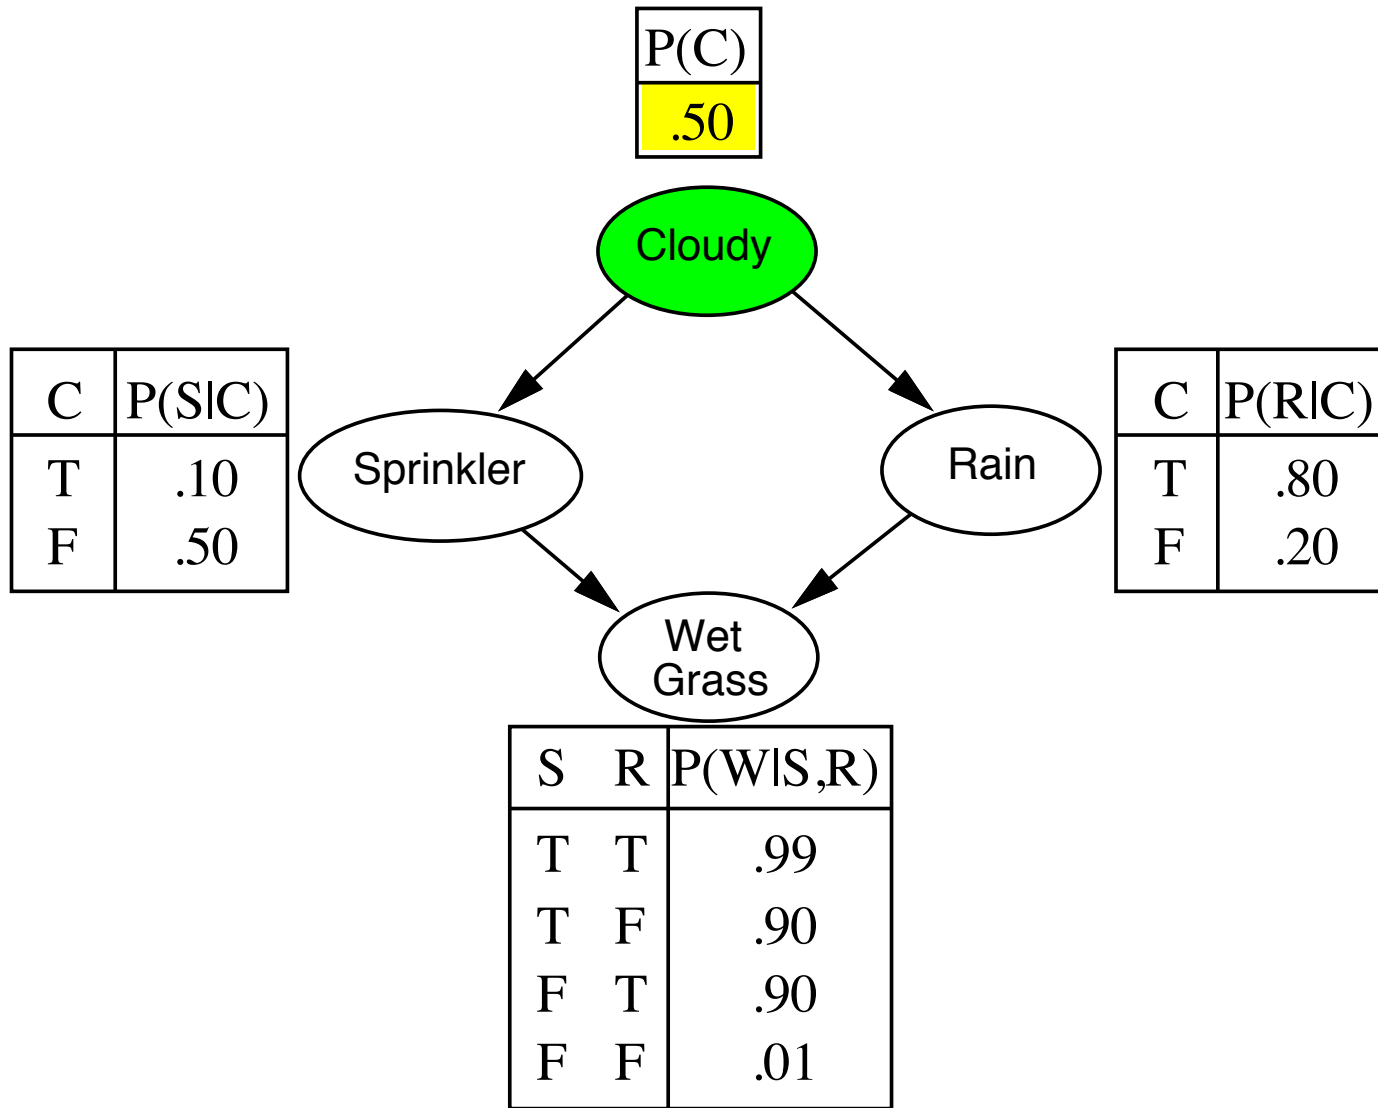 P(C)
.50
Cloudy
C P(S|C)
T .10
F .50
Sprinkler
Rain
C P(R|C)
T .80
F .20
Wet
Grass
S R P(W|S,R)
T T .99
T F .90
F T .90
F F .01